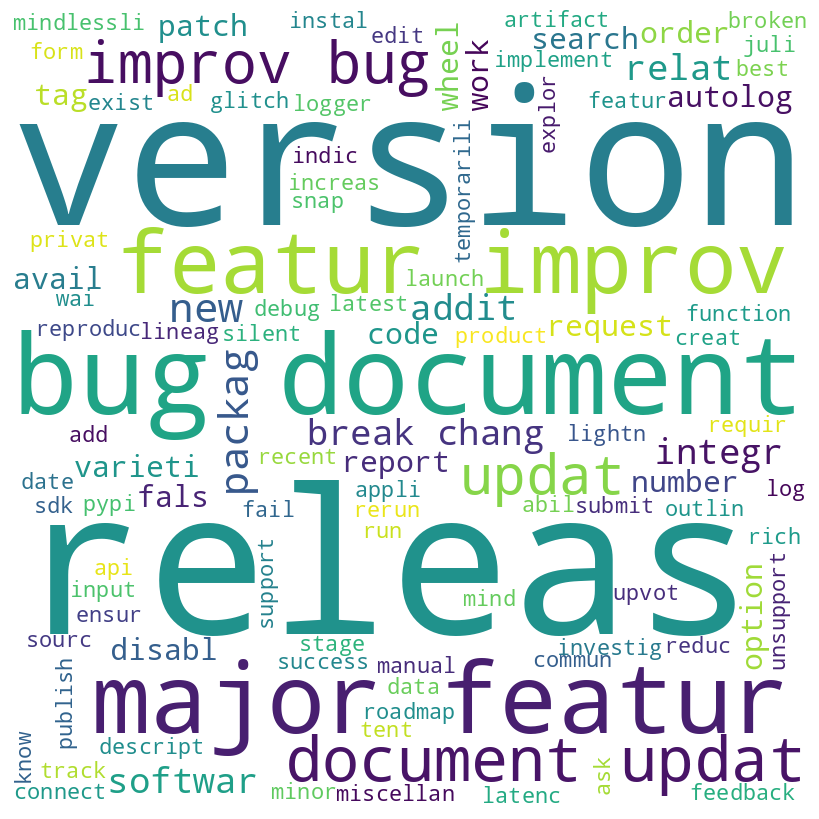 mindlessli patch instal edit artifact search order broken
form improv bug wheel work implement relat juli best
tag exist ad glitch logger featur autolog
version
indic explor
increas snap temporarili
privat featur improv
avail wai new debug latest launch addit function
reproduc lineag silent code product request creat
bug document
packag
add break chang lightn requir
date varieti recent report updat integr
sdk pypi fals fail appli abil submit number outlin log
rerun run rich
releas
api input ensur support mind upvot option unsupport
sourc disabl stage success manual commun investig reduc
publish major featur
data roadmap tent
know descript document updat
track connect softwar minor miscellan latenc ask feedback